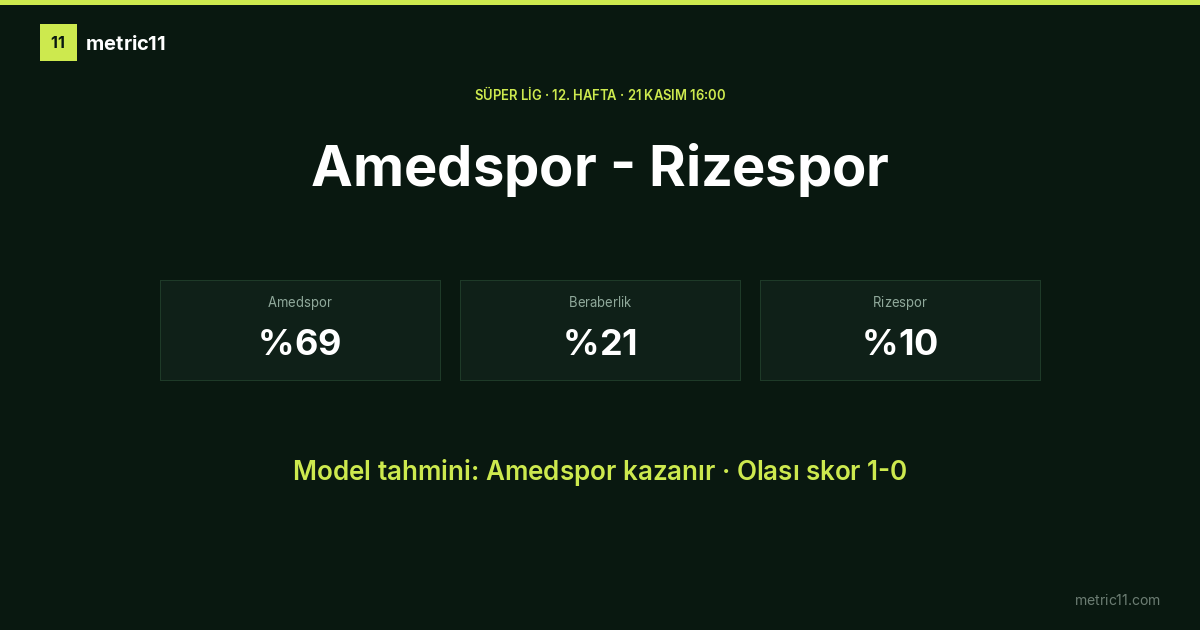 11 metric11
SÜPER LİG · 12. HAFTA · 21 KASIM 16:00
Amedspor - Rizespor
Amedspor
%69
Beraberlik
%21
Rizespor
%10
Model tahmini: Amedspor kazanır · Olası skor 1-0
metric11.com